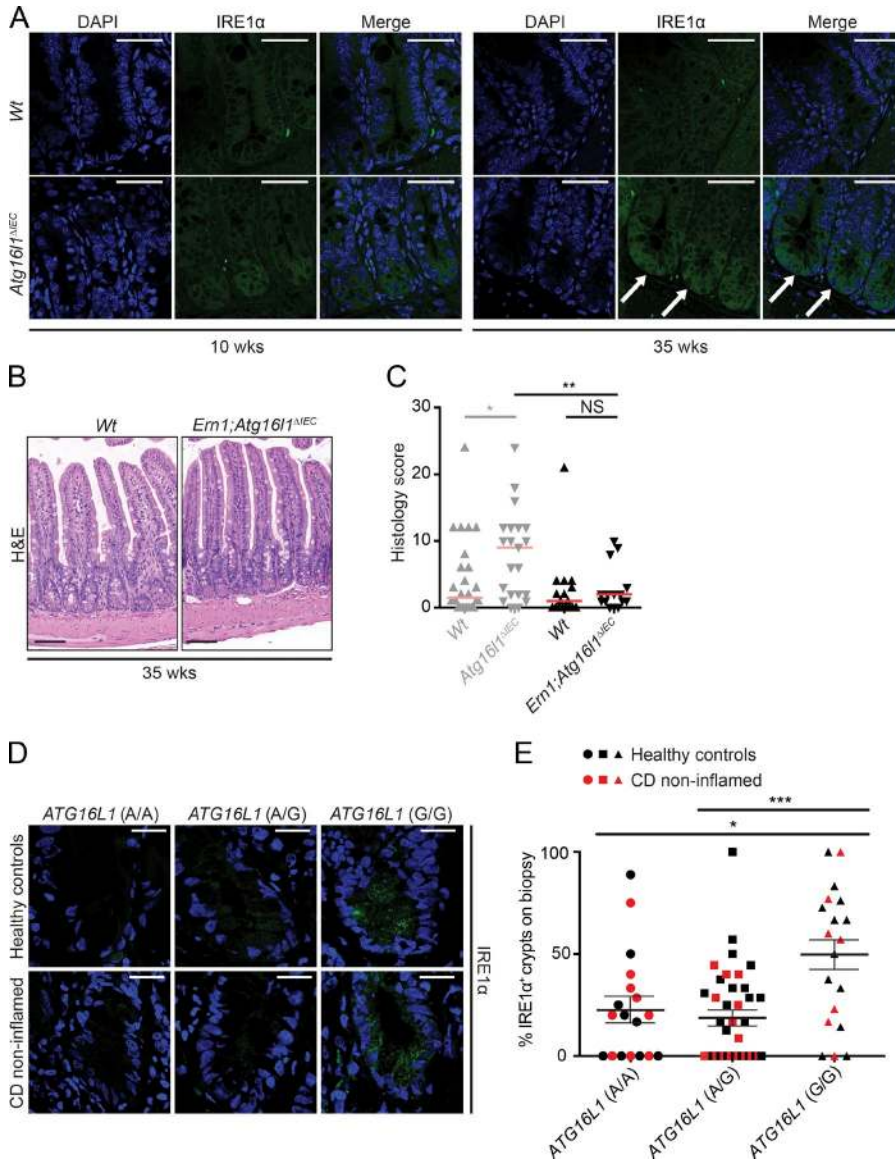 A
DAPI IRE1α Merge DAPI IRE1α Merge
Wt
Atg16l1ΔIEC
10 wks 35 wks
B
Wt Ern1;Atg16l1ΔIEC
H&E
35 wks
C
**
* NS
30
20
10
0
Histology score
Wt
Atg16l1ΔIEC
Wt
Ern1;Atg16l1ΔIEC
D
ATG16L1 (A/A) ATG16L1 (A/G) ATG16L1 (G/G)
Healthy controls
CD non-inflamed
IRE1α
E
Healthy controls
CD non-inflamed
***
*
100
50
0
% IRE1α+ crypts on biopsy
ATG16L1 (A/A)
ATG16L1 (A/G)
ATG16L1 (G/G)